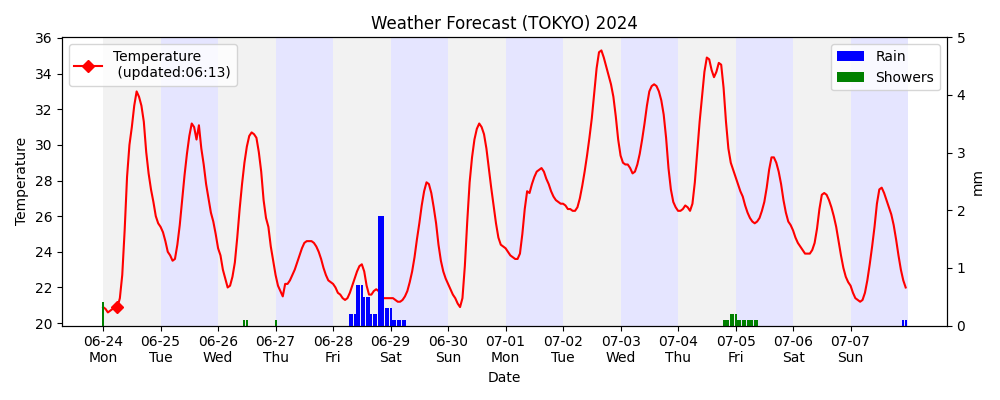 Weather Forecast (TOKYO) 2024
Temperature
(updated:06:13)
Rain
Showers
Temperature
36
34
32
30
28
26
24
22
20
5
4
3
2
1
0
mm
06-24 06-25 06-26 06-27 06-28 06-29 06-30 07-01 07-02 07-03 07-04 07-05 07-06 07-07
Mon Tue Wed Thu Fri Sat Sun Mon Tue Wed Thu Fri Sat Sun
Date